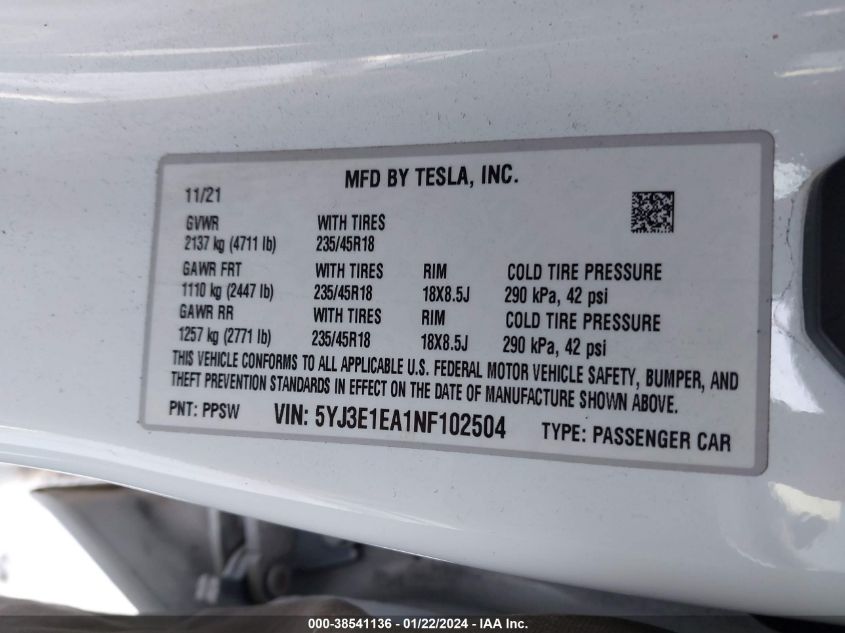 MFD BY TESLA, INC.
11/21
GVWR WITH TIRES
2137 kg (4711 lb) 235/45R18
GAWR FRT WITH TIRES RIM COLD TIRE PRESSURE
1110 kg (2447 lb) 235/45R18 18X8.5J 290 kPa, 42 psi
GAWR RR WITH TIRES RIM COLD TIRE PRESSURE
1257 kg (2771 lb) 235/45R18 18X8.5J 290 kPa, 42 psi
THIS VEHICLE CONFORMS TO ALL APPLICABLE U.S. FEDERAL MOTOR VEHICLE SAFETY, BUMPER, AND
THEFT PREVENTION STANDARDS IN EFFECT ON THE DATE OF MANUFACTURE SHOWN ABOVE.
PNT: PPSW VIN: 5YJ3E1EA1NF102504 TYPE: PASSENGER CAR
000-38541136 - 01/22/2024 - IAA Inc.